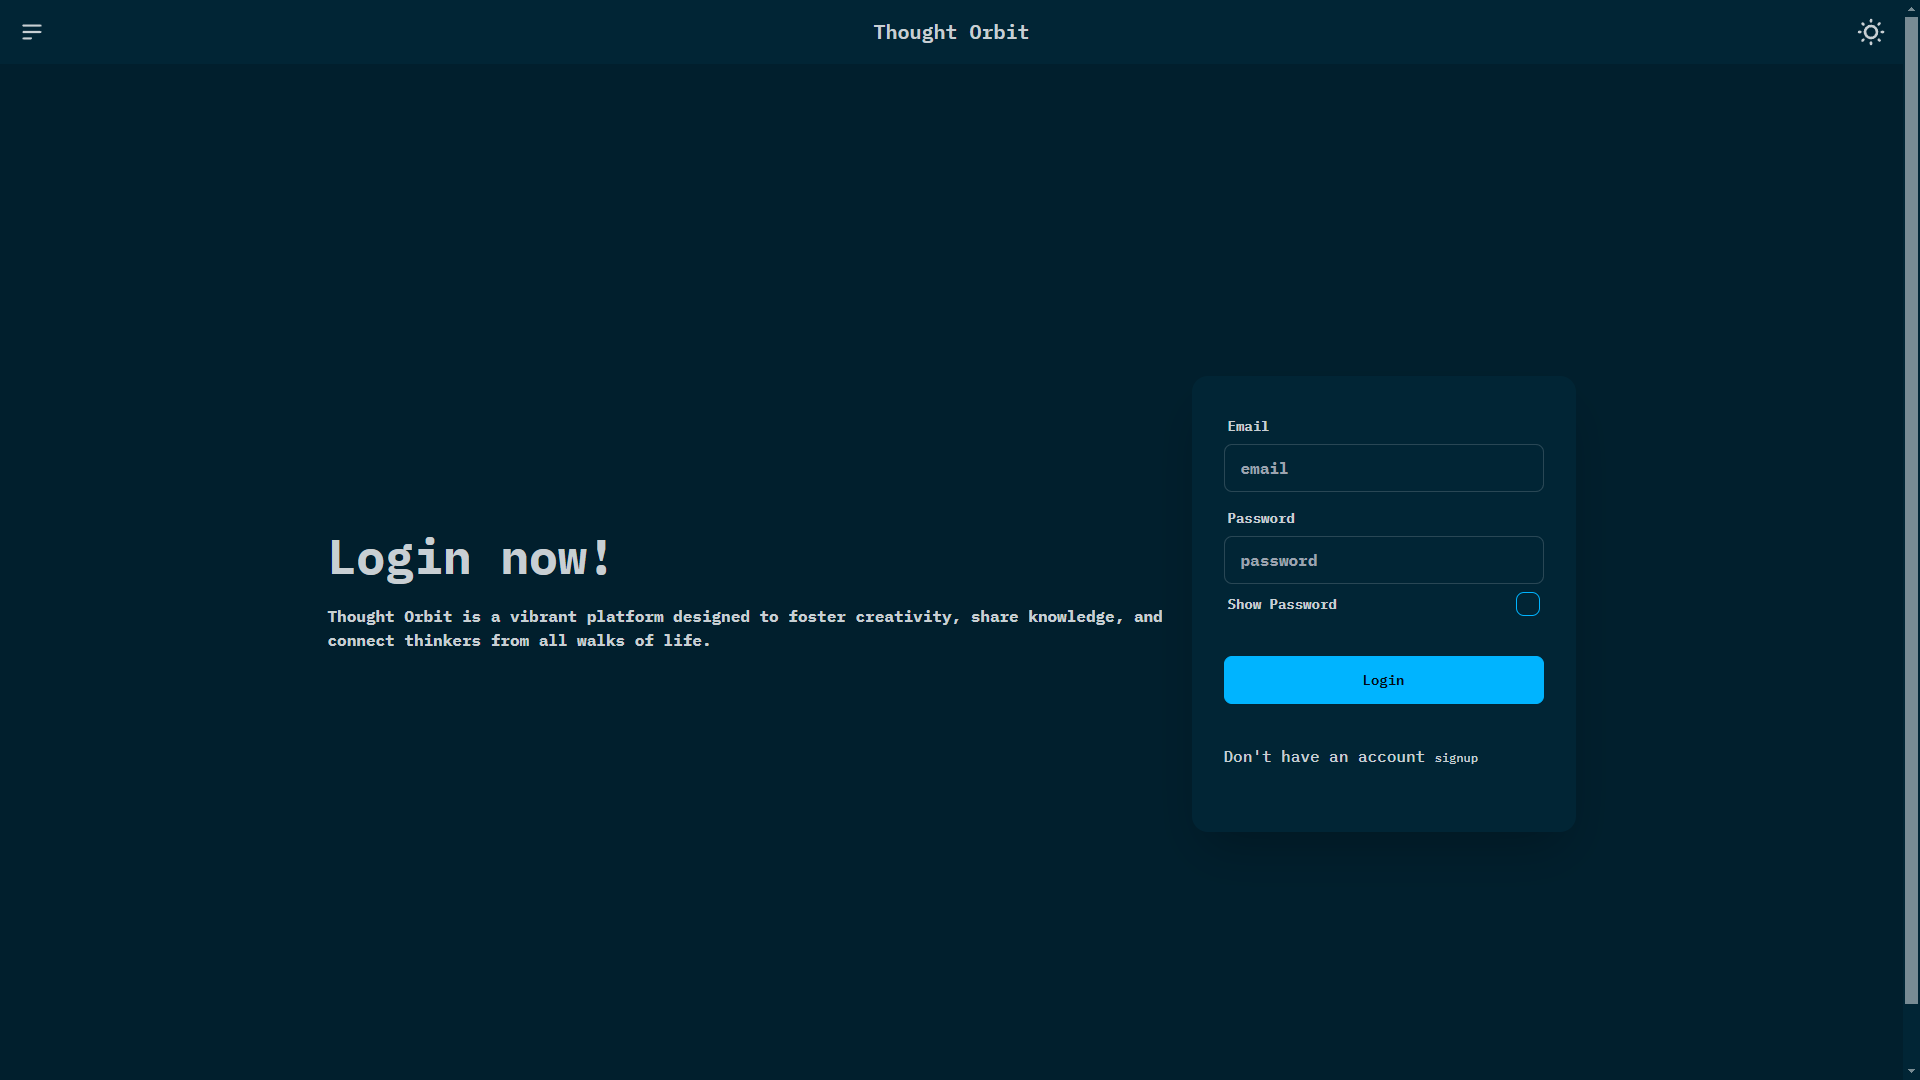 Thought Orbit
Login now!
Thought Orbit is a vibrant platform designed to foster creativity, share knowledge, and
connect thinkers from all walks of life.
Email
email
Password
password
Show Password
Login
Don't have an account signup